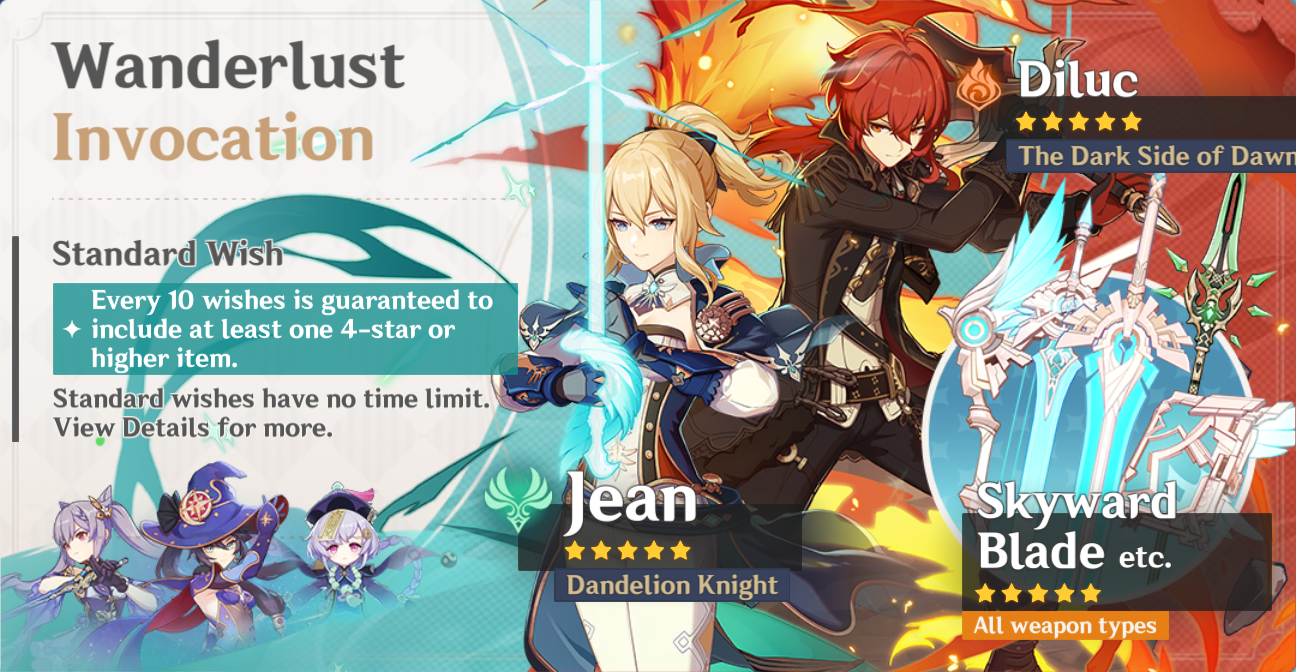 Wanderlust
Invocation
Standard Wish
Every 10 wishes is guaranteed to
include at least one 4-star or
higher item.
Standard wishes have no time limit.
View Details for more.
Diluc
The Dark Side of Dawn
Jean
Dandelion Knight
Skyward
Blade etc.
All weapon types